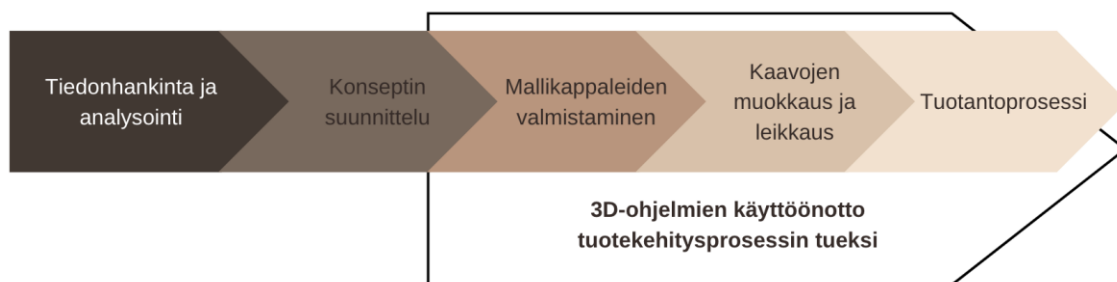 Tiedonhankinta ja
analysointi
Konseptin
suunnittelu
Mallikappaleiden
valmistaminen
Kaavojen
muokkaus ja
leikkaus
Tuotantoprosessi
3D-ohjelmien käyttöönotto
tuotekehitysprosessin tueksi